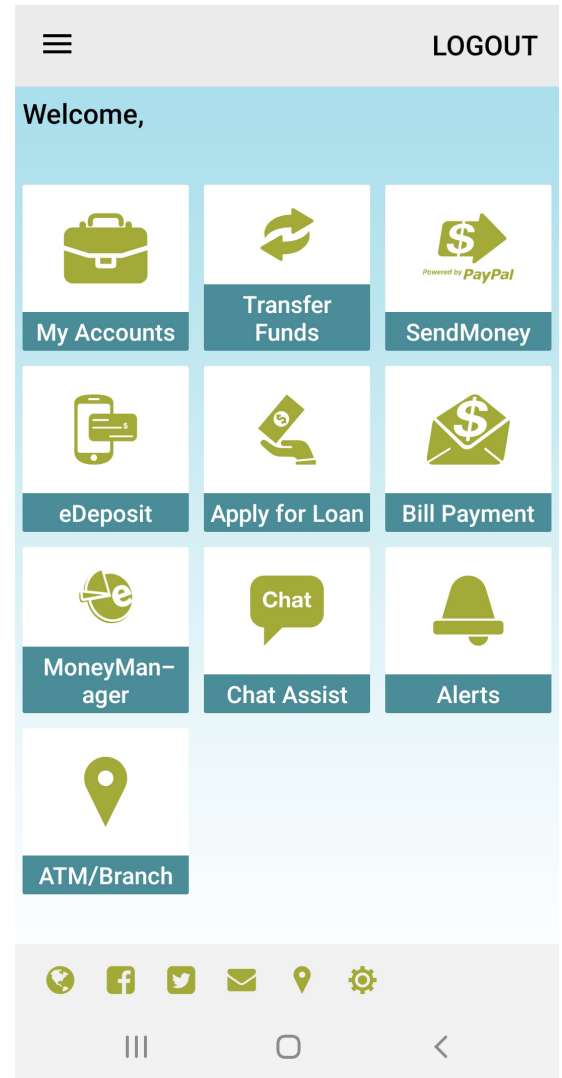 LOGOUT
Welcome,
$
Powered by PayPal
My Accounts
Transfer
Funds
SendMoney
$
$
$
eDeposit
Apply for Loan
Bill Payment
e
Chat
MoneyMan-
ager
Chat Assist
Alerts
ATM/Branch
f